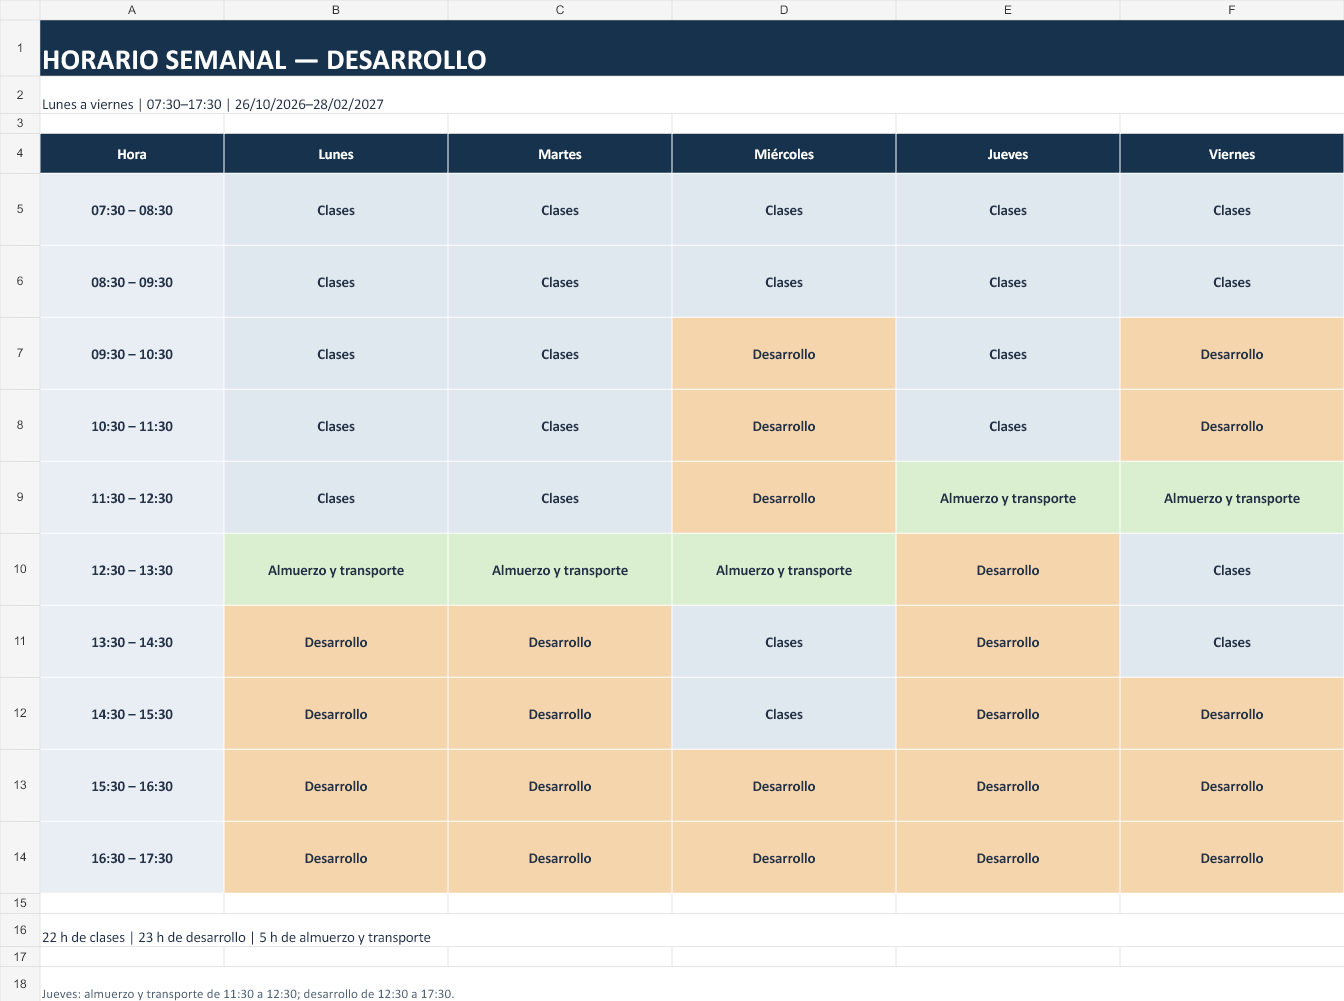 A B C D E F
1 HORARIO SEMANAL — DESARROLLO
2 Lunes a viernes | 07:30–17:30 | 26/10/2026–28/02/2027
3
4 Hora Lunes Martes Miércoles Jueves Viernes
5 07:30 – 08:30 Clases Clases Clases Clases Clases
6 08:30 – 09:30 Clases Clases Clases Clases Clases
7 09:30 – 10:30 Clases Clases Desarrollo Clases Desarrollo
8 10:30 – 11:30 Clases Clases Desarrollo Clases Desarrollo
9 11:30 – 12:30 Clases Clases Desarrollo Almuerzo y transporte Almuerzo y transporte
10 12:30 – 13:30 Almuerzo y transporte Almuerzo y transporte Almuerzo y transporte Desarrollo Clases
11 13:30 – 14:30 Desarrollo Desarrollo Clases Desarrollo Clases
12 14:30 – 15:30 Desarrollo Desarrollo Clases Desarrollo Desarrollo
13 15:30 – 16:30 Desarrollo Desarrollo Desarrollo Desarrollo Desarrollo
14 16:30 – 17:30 Desarrollo Desarrollo Desarrollo Desarrollo Desarrollo
15
16 22 h de clases | 23 h de desarrollo | 5 h de almuerzo y transporte
17
18 Jueves: almuerzo y transporte de 11:30 a 12:30; desarrollo de 12:30 a 17:30.